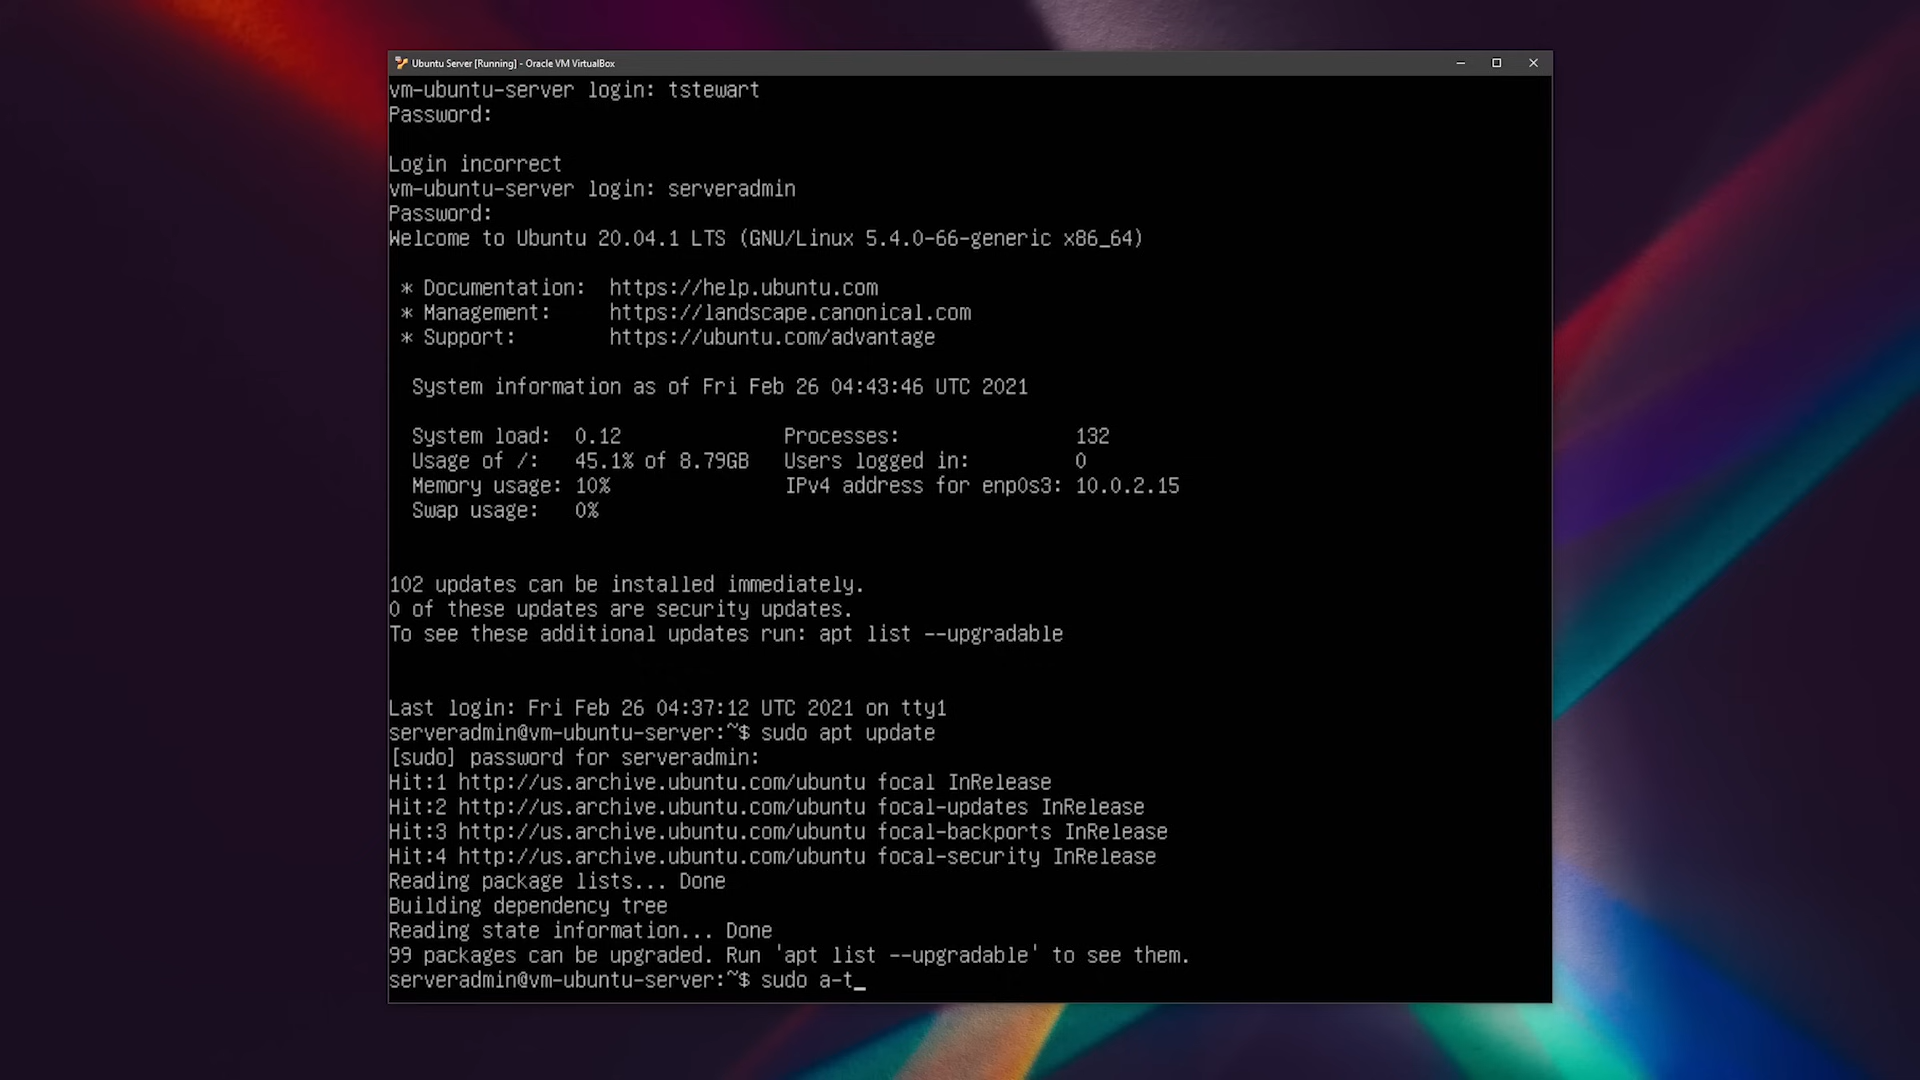 Ubuntu Server [Running] - Oracle VM VirtualBox
vm-ubuntu-server login: tstewart
Password:
Login incorrect
vm-ubuntu-server login: serveradmin
Password:
Welcome to Ubuntu 20.04.1 LTS (GNU/Linux 5.4.0-66-generic x86_64)
* Documentation: https://help.ubuntu.com
* Management: https://landscape.canonical.com
* Support: https://ubuntu.com/advantage
System information as of Fri Feb 26 04:43:46 UTC 2021
System load: 0.12 Processes: 132
Usage of /: 45.1% of 8.79GB Users logged in: 0
Memory usage: 10% IPv4 address for enp0s3: 10.0.2.15
Swap usage: 0%
102 updates can be installed immediately.
0 of these updates are security updates.
To see these additional updates run: apt list --upgradable
Last login: Fri Feb 26 04:37:12 UTC 2021 on tty1
serveradmin@vm-ubuntu-server:~$ sudo apt update
[sudo] password for serveradmin:
Hit:1 http://us.archive.ubuntu.com/ubuntu focal InRelease
Hit:2 http://us.archive.ubuntu.com/ubuntu focal-updates InRelease
Hit:3 http://us.archive.ubuntu.com/ubuntu focal-backports InRelease
Hit:4 http://us.archive.ubuntu.com/ubuntu focal-security InRelease
Reading package lists... Done
Building dependency tree
Reading state information... Done
99 packages can be upgraded. Run 'apt list --upgradable' to see them.
serveradmin@vm-ubuntu-server:~$ sudo a-t_